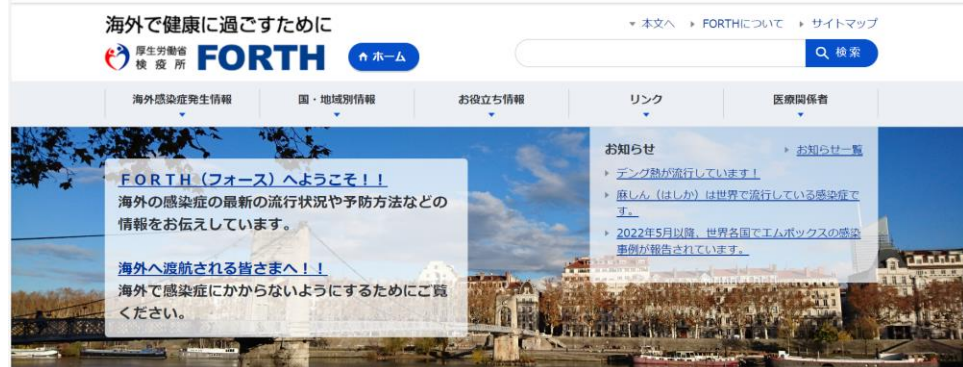 海外で健康に過ごすために
本文へ FORTHについて サイトマップ
厚生労働省
検疫所
FORTH
ホーム
検索
海外感染症発生情報 国・地域別情報 お役立ち情報 リンク 医療関係者
FORTH(フォース)へようこそ!!
海外の感染症の最新の流行状況や予防方法などの
情報をお伝えしています。
海外へ渡航される皆さまへ!!
海外で感染症にかからないようにするためにご覧
ください。
お知らせ お知らせ一覧
デング熱が流行しています!
麻しん(はしか)は世界で流行している感染症で
す。
2022年5月以降、世界各国でエムポックスの感染
事例が報告されています。